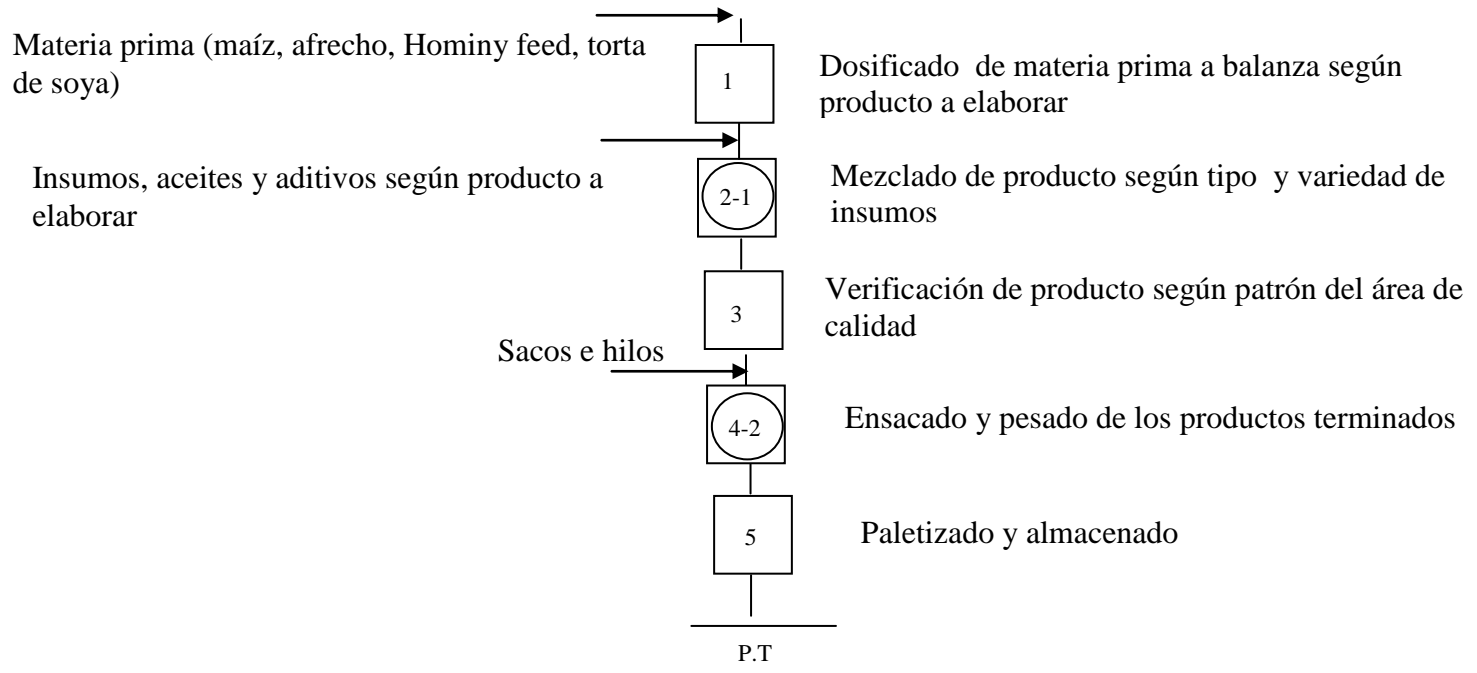 Materia prima (maíz, afrecho, Hominy feed, torta
de soya)
1
Dosificado de materia prima a balanza según
producto a elaborar
Insumos, aceites y aditivos según producto a
elaborar
2-1
Mezclado de producto según tipo y variedad de
insumos
3
Verificación de producto según patrón del área de
calidad
Sacos e hilos
4-2
Ensacado y pesado de los productos terminados
5
Paletizado y almacenado
P.T